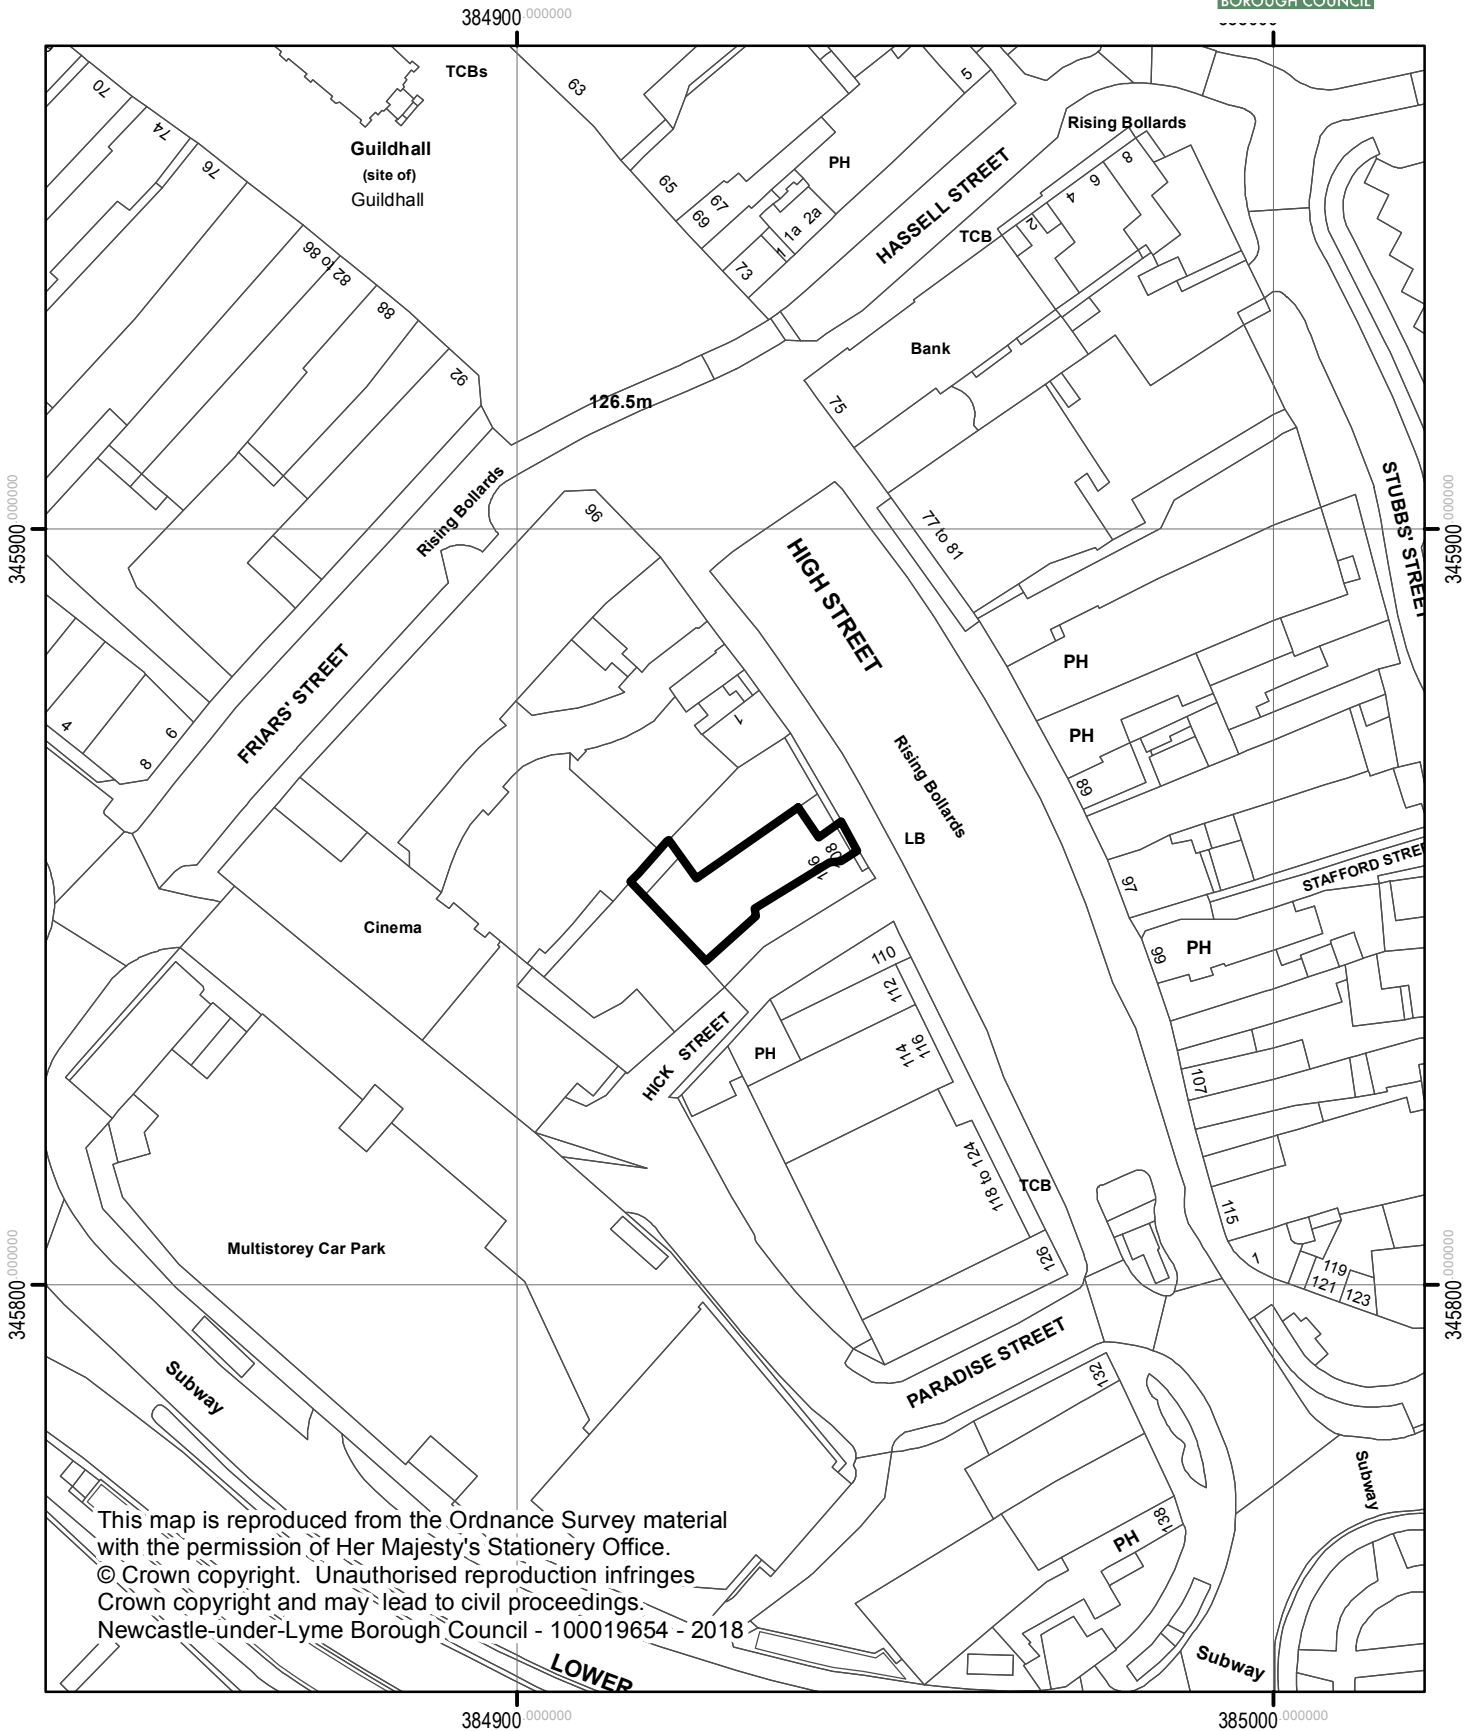 BOROUGH COUNCIL
384900.000000
TCBs
63
5
70
74
76
Guildhall
(site of)
Guildhall
PH
Rising Bollards
65
67
69
1a
2a
1
73
HASSELL STREET
TCB
2
4
6
8
82 to 86
88
92
Bank
126.5m
75
Rising Bollards
96
STUBBS' STREET
345900.000000
345900.000000
77 to 81
HIGH STREET
PH
FRIARS' STREET
4
6
8
1
PH
89
Rising Bollards
LB
108
16
97
STAFFORD STREE
Cinema
110
99
PH
112
HICK STREET
PH
114
116
107
118 to 124
TCB
115
Multistorey Car Park
126
1
119
121
123
345800.000000
345800.000000
PARADISE STREET
132
Subway
Subway
138
PH
This map is reproduced from the Ordnance Survey material
with the permission of Her Majesty's Stationery Office.
© Crown copyright. Unauthorised reproduction infringes
Crown copyright and may lead to civil proceedings.
Newcastle-under-Lyme Borough Council - 100019654 - 2018
LOWER
Subway
384900.000000
385000.000000